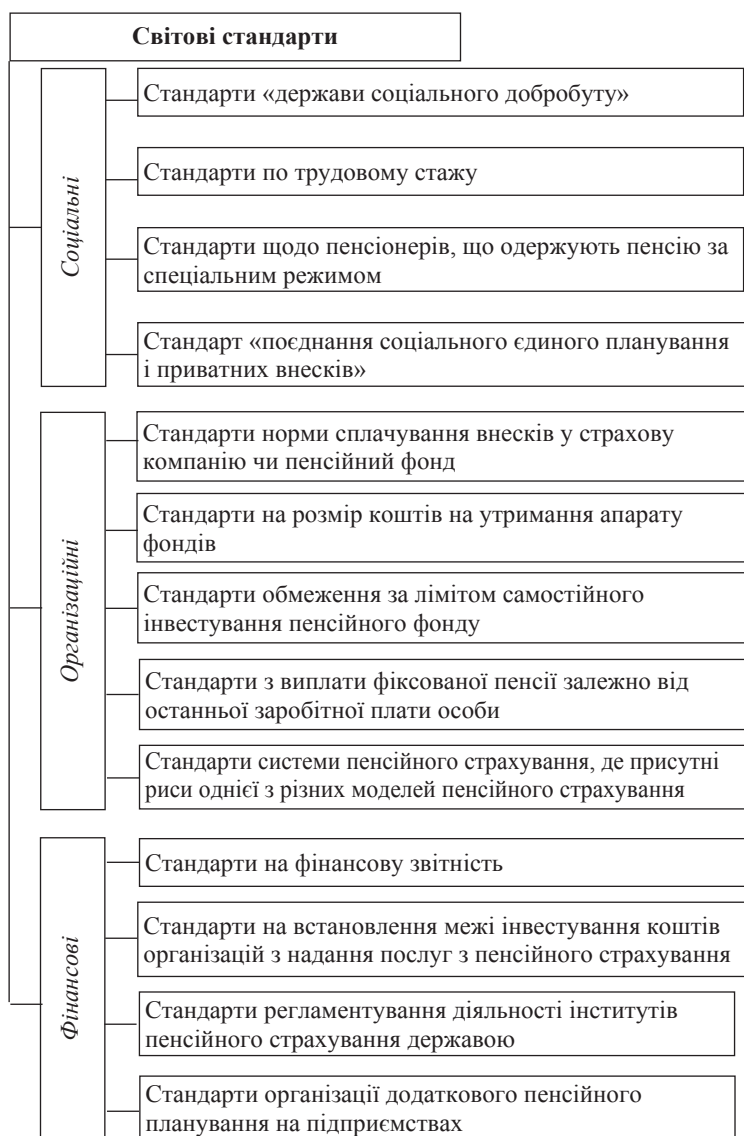 Світові стандарти
Соціальні
Стандарти «держави соціального добробуту»
Стандарти по трудовому стажу
Стандарти щодо пенсіонерів, що одержують пенсію за
спеціальним режимом
Стандарт «поєднання соціального єдиного планування
і приватних внесків»
Організаційні
Стандарти норми сплачування внесків у страхову
компанію чи пенсійний фонд
Стандарти на розмір коштів на утримання апарату
фондів
Стандарти обмеження за лімітом самостійного
інвестування пенсійного фонду
Стандарти з виплати фіксованої пенсії залежно від
останньої заробітної плати особи
Стандарти системи пенсійного страхування, де присутні
риси однієї з різних моделей пенсійного страхування
Фінансові
Стандарти на фінансову звітність
Стандарти на встановлення межі інвестування коштів
організацій з надання послуг з пенсійного страхування
Стандарти регламентування діяльності інститутів
пенсійного страхування державою
Стандарти організації додаткового пенсійного
планування на підприємствах